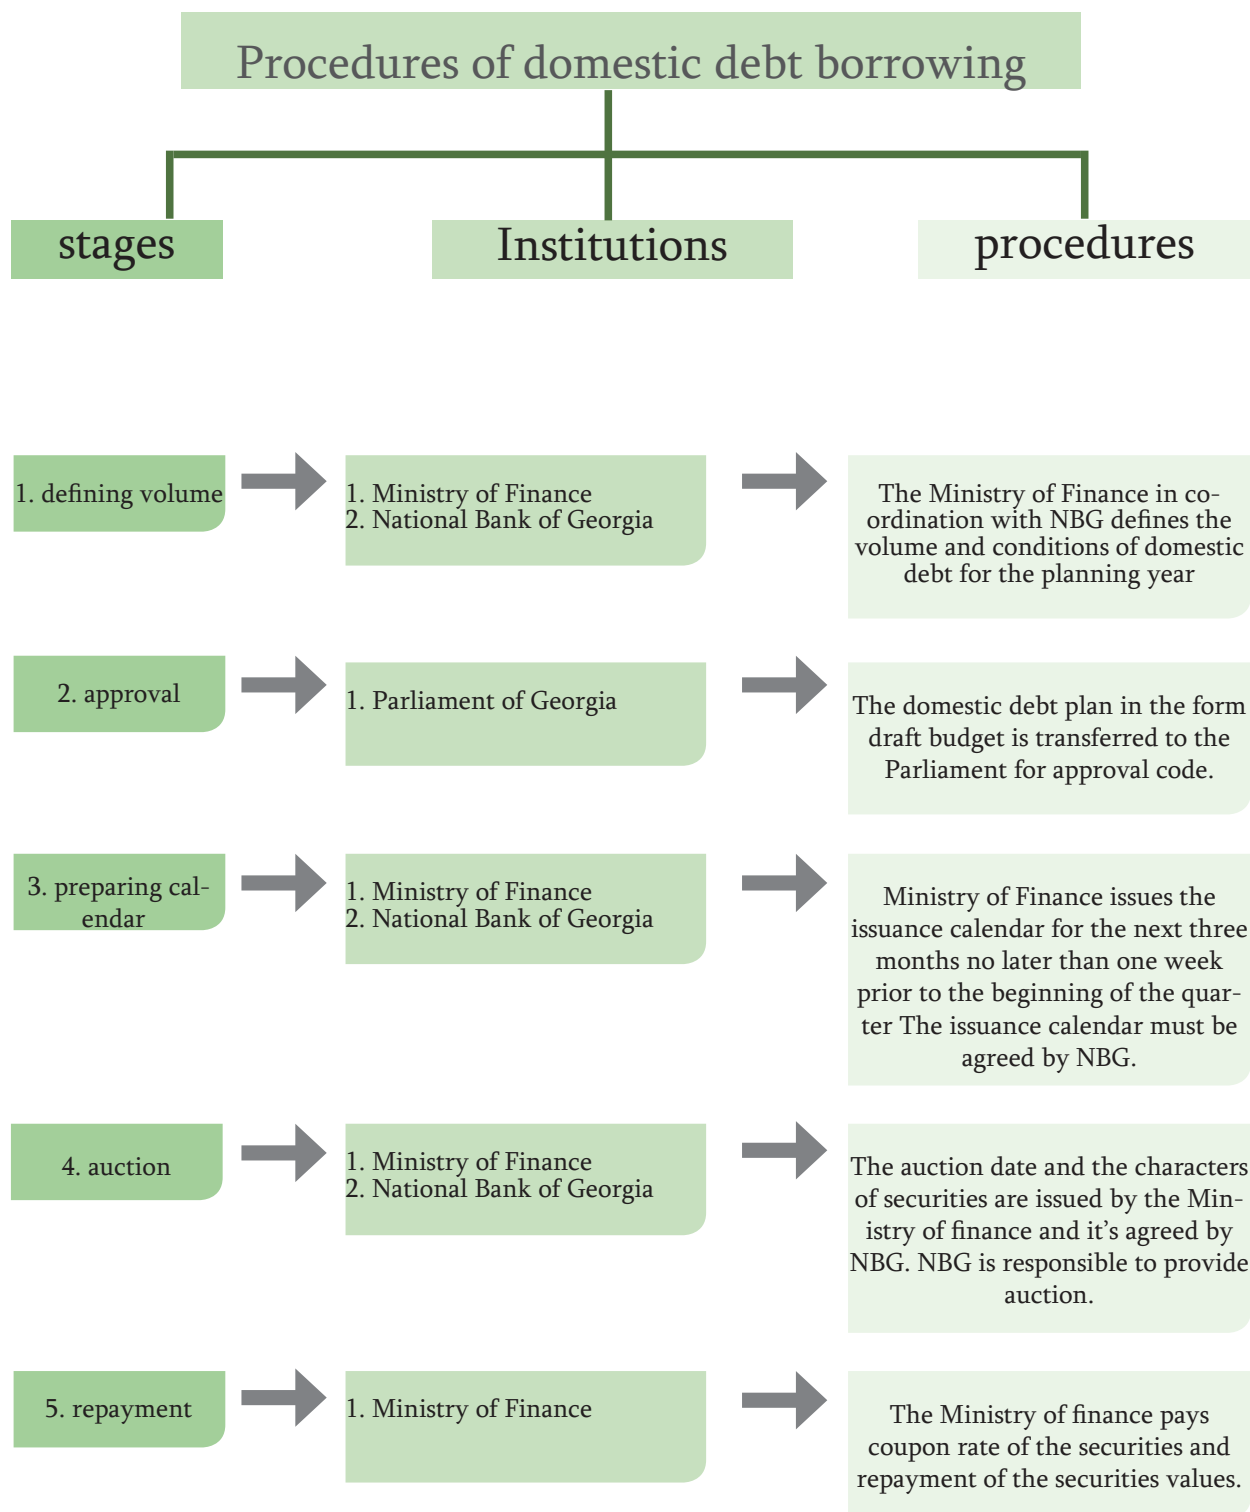 Procedures of domestic debt borrowing
stages
Institutions
procedures
1. defining volume
1. Ministry of Finance
2. National Bank of Georgia
The Ministry of Finance in co-
ordination with NBG defines the
volume and conditions of domestic
debt for the planning year
2. approval
1. Parliament of Georgia
The domestic debt plan in the form
draft budget is transferred to the
Parliament for approval code.
3. preparing cal-
endar
1. Ministry of Finance
2. National Bank of Georgia
Ministry of Finance issues the
issuance calendar for the next three
months no later than one week
prior to the beginning of the quar-
ter The issuance calendar must be
agreed by NBG.
4. auction
1. Ministry of Finance
2. National Bank of Georgia
The auction date and the characters
of securities are issued by the Min-
istry of finance and it's agreed by
NBG. NBG is responsible to provide
auction.
5. repayment
1. Ministry of Finance
The Ministry of finance pays
coupon rate of the securities and
repayment of the securities values.